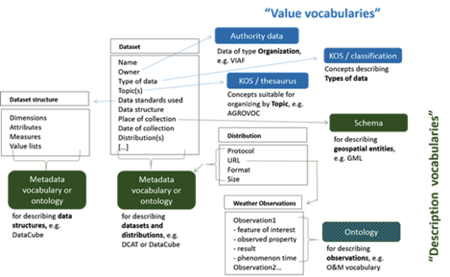 "Value vocabularies"
Authority data
Data of type Organization,
e.g. VIAF
KOS / classification
Concepts describing
Types of data
KOS / thesaurus
Concepts suitable for
organizing by Topic, e.g.
AGROVOC
Dataset
Name
Owner
Type of data
Topic(s)
Data standards used
Data structure
Place of collection
Date of collection
Distribution(s)
[...]
Dataset structure
Dimensions
Attributes
Measures
Value lists
Schema
for describing
geospatial entities,
e.g. GML
Metadata
vocabulary or
ontology
for describing data
structures, e.g.
DataCube
Metadata
vocabulary or
ontology
for describing
datasets and
distributions, e.g.
DCAT or DataCube
Distribution
Protocol
URL
Format
Size
Weather Observations
Observation1
- feature of interest
- observed property
- result
- phenomenon time
Observation2...
Ontology
for describing
observations, e.g.
O&M vocabulary
"Description vocabularies"